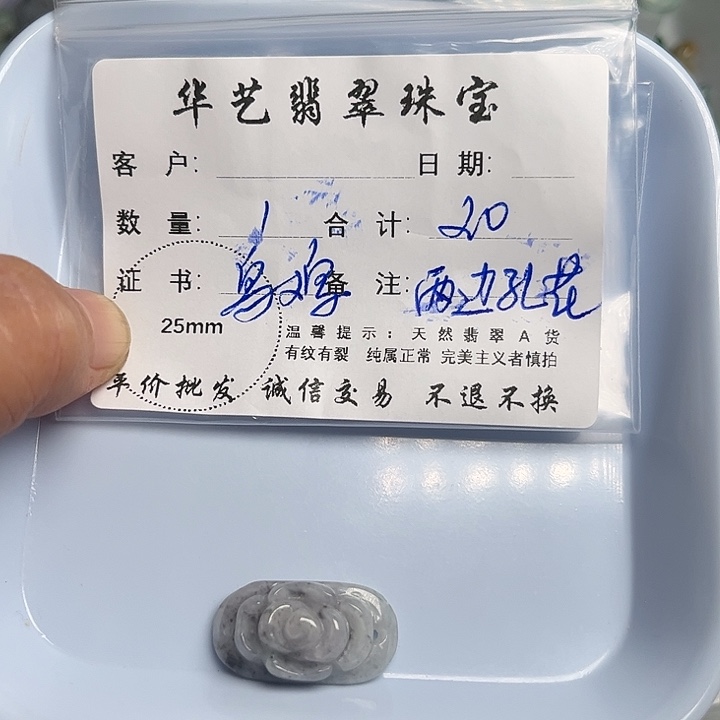 华艺翡翠珠宝
客 户: 日 期:
数 量: 1 合 计: 20
证 书: 乌鸡 备 注: 两边孔花
25mm
温馨提示:天然翡翠A货
有纹有裂 纯属正常 完美主义者慎拍
平价批发 诚信交易 不退不换